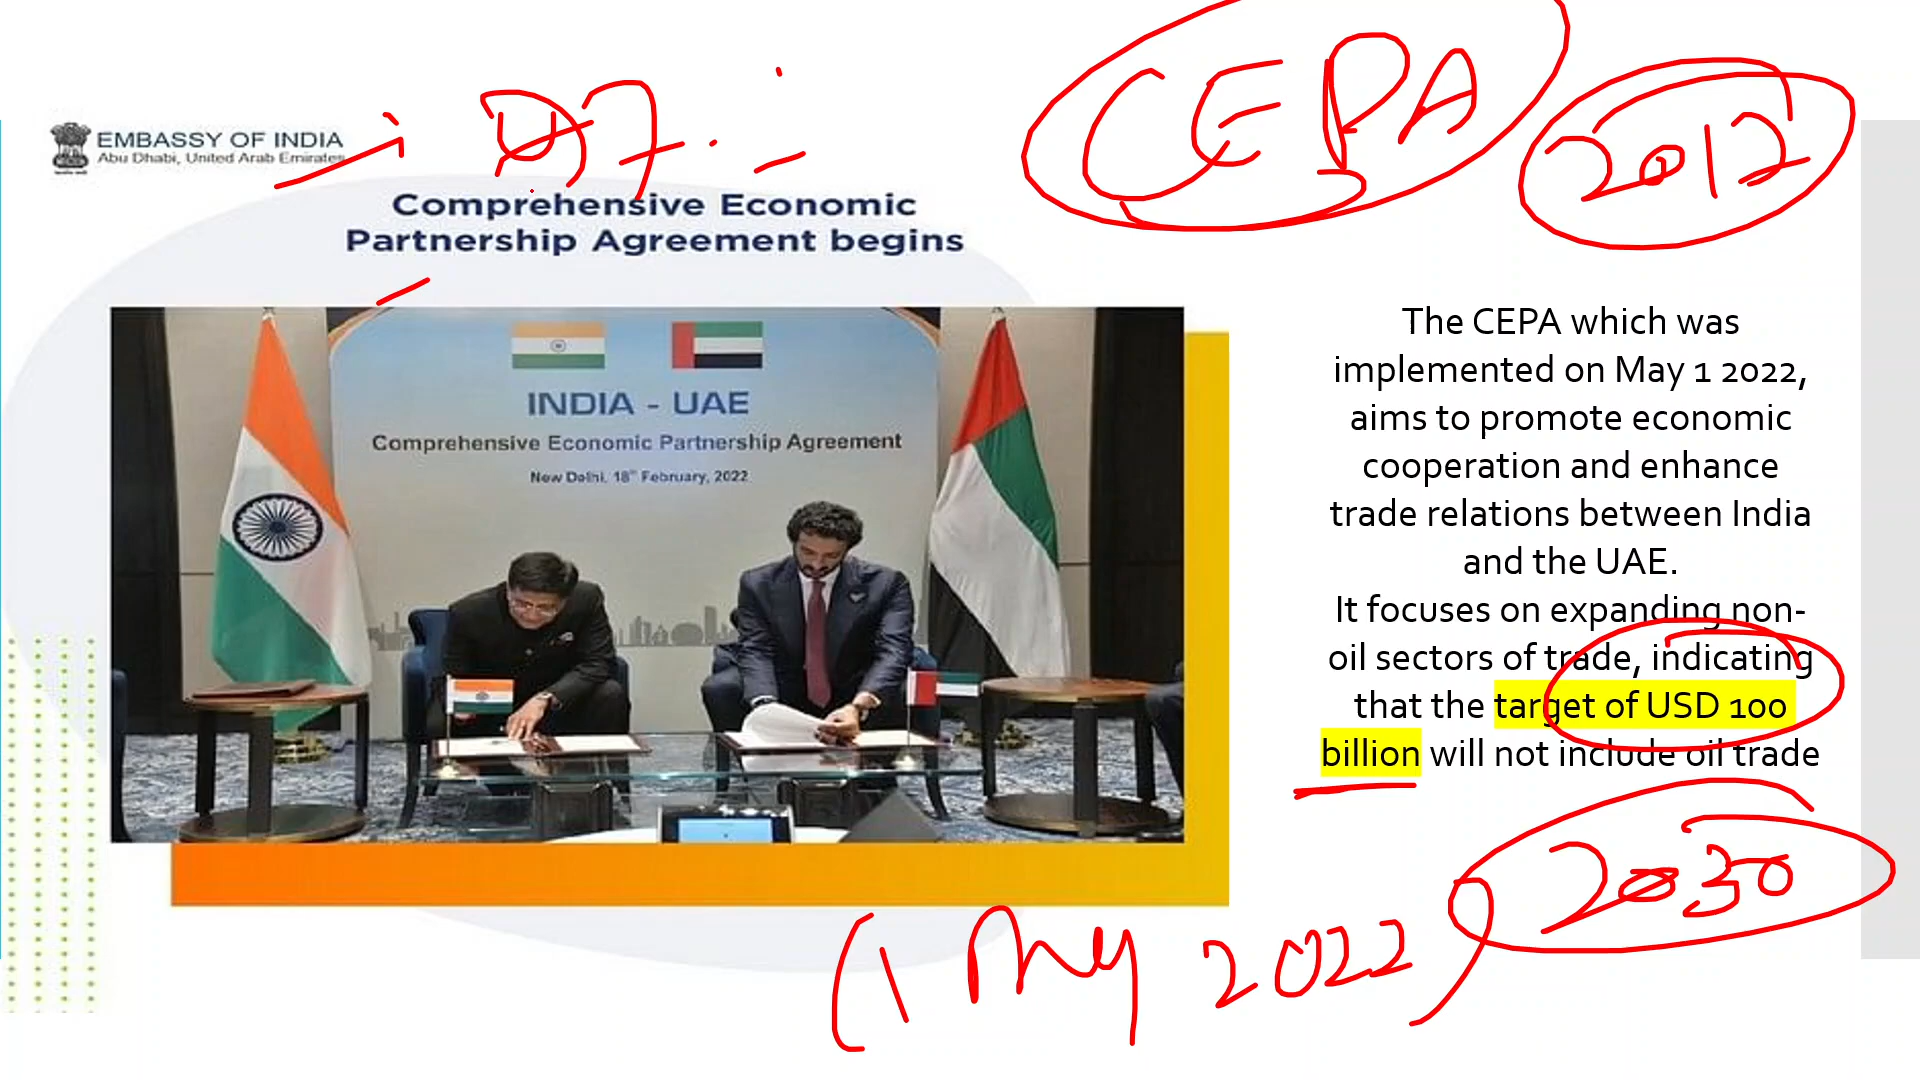 CEPA
2012
EMBASSY OF INDIA
Abu Dhabi, United Arab Emirates
Comprehensive Economic
Partnership Agreement begins
INDIA - UAE
Comprehensive Economic Partnership Agreement
New Delhi, 18th February, 2022
The CEPA which was
implemented on May 1 2022,
aims to promote economic
cooperation and enhance
trade relations between India
and the UAE.
It focuses on expanding non-
oil sectors of trade, indicating
that the target of USD 100
billion will not include oil trade
2030
(1 May 2022)